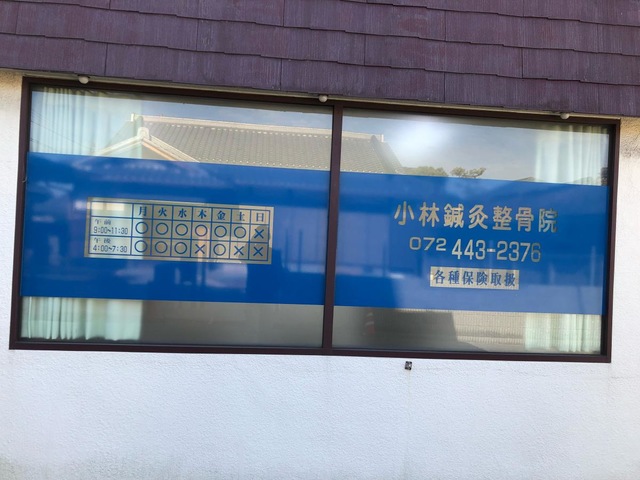 月 火 水 木 金 土 日
午前 9:00~11:30 ○ ○ ○ ○ ○ ○ ×
午後 4:00~7:30 ○ ○ ○ × ○ × ×
小林鍼灸整骨院
072 443-2376
各種保険取扱